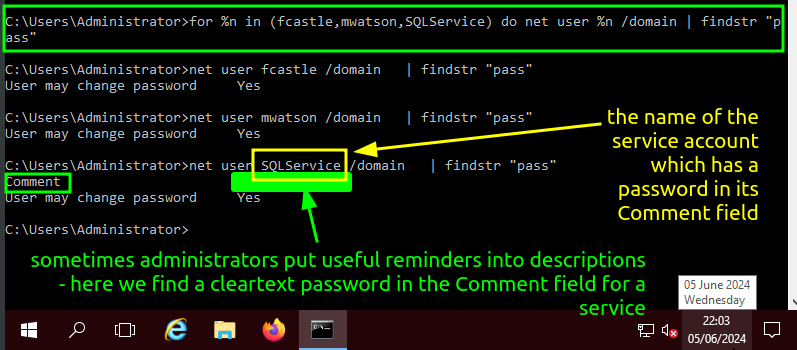 C:\Users\Administrator>for %n in (fcastle,mwatson,SQLService) do net user %n /domain | findstr "p
ass"
C:\Users\Administrator>net user fcastle /domain   | findstr "pass"
User may change password     Yes
C:\Users\Administrator>net user mwatson /domain   | findstr "pass"
User may change password     Yes
C:\Users\Administrator>net user SQLService /domain   | findstr "pass"
Comment
User may change password     Yes
C:\Users\Administrator>
the name of the
service account
which has a
password in its
Comment field
sometimes administrators put useful reminders into descriptions
- here we find a cleartext password in the Comment field for a
service
05 June 2024
Wednesday
22:03
05/06/2024